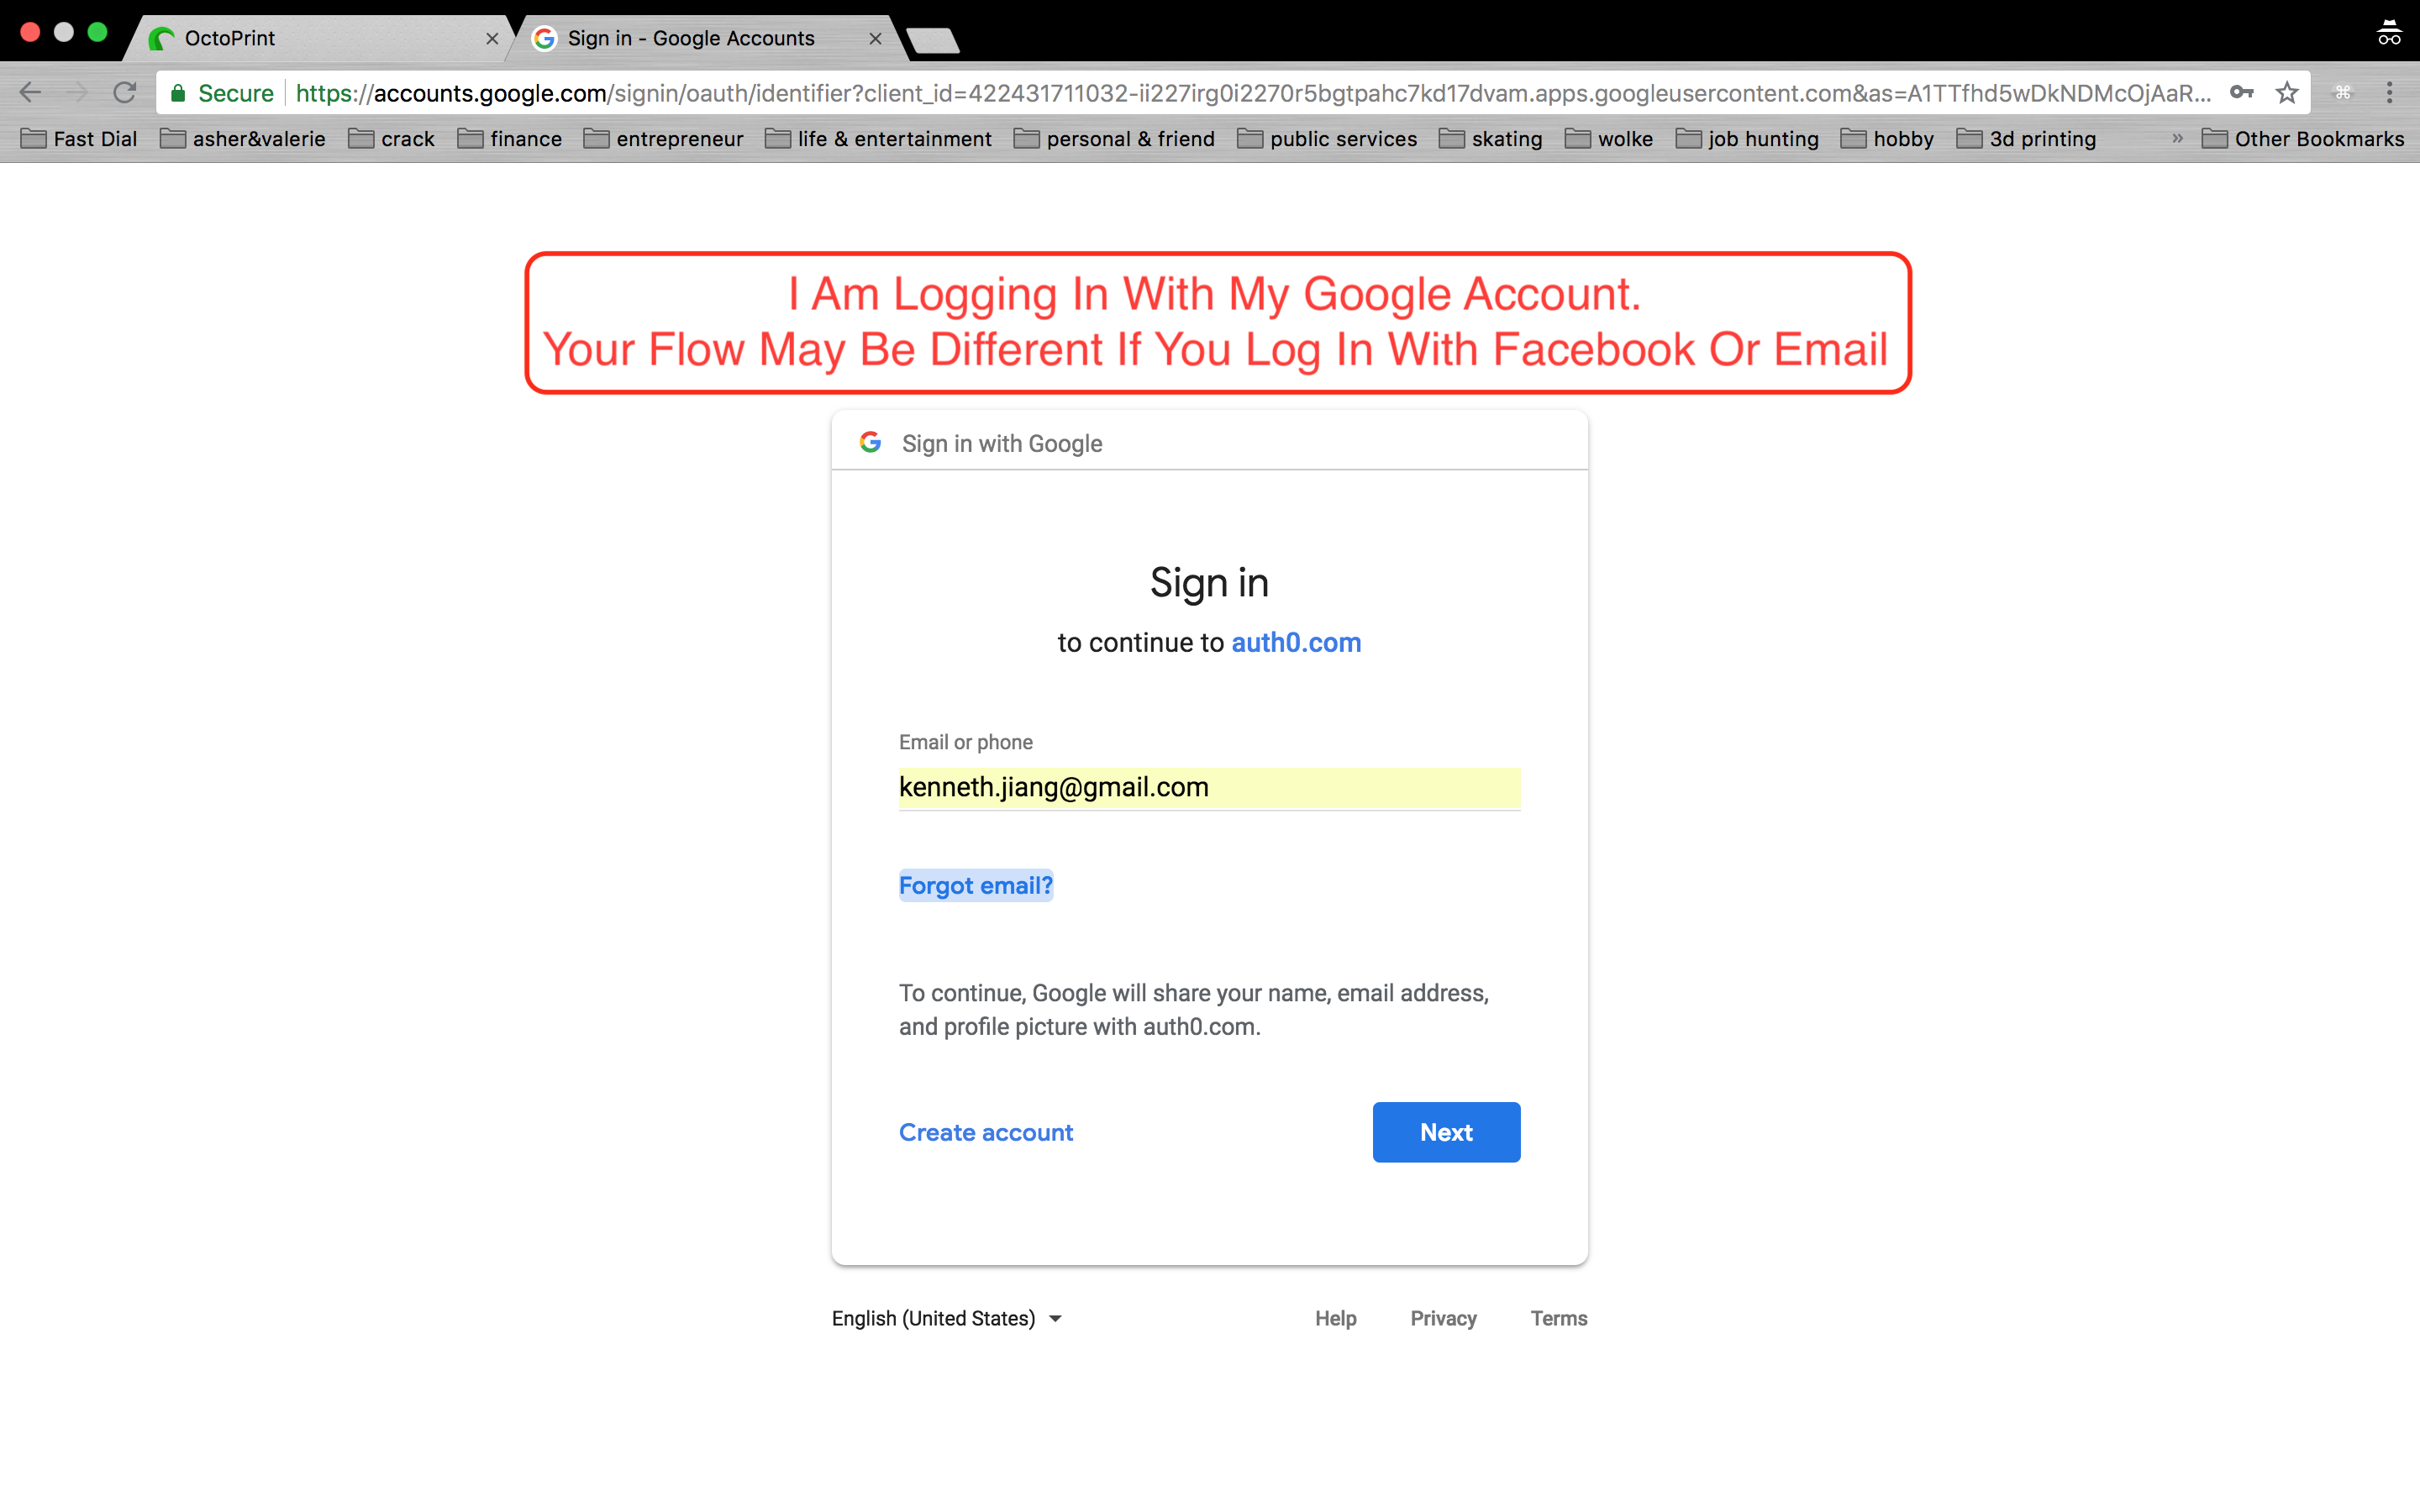 OctoPrint
Sign in - Google Accounts
Secure https://accounts.google.com/signin/oauth/identifier?client_id=422431711032-ii227irg0i2270r5bgtpahc7kd17dvam.apps.googleusercontent.com&as=A1TTfhd5wDkNDMcOjAaR...
Fast Dial asher&valerie crack finance entrepreneur life & entertainment personal & friend public services skating wolke job hunting hobby 3d printing » Other Bookmarks
I Am Logging In With My Google Account.
Your Flow May Be Different If You Log In With Facebook Or Email
Sign in with Google
Sign in
to continue to auth0.com
Email or phone
kenneth.jiang@gmail.com
Forgot email?
To continue, Google will share your name, email address,
and profile picture with auth0.com.
Create account Next
English (United States) Help Privacy Terms